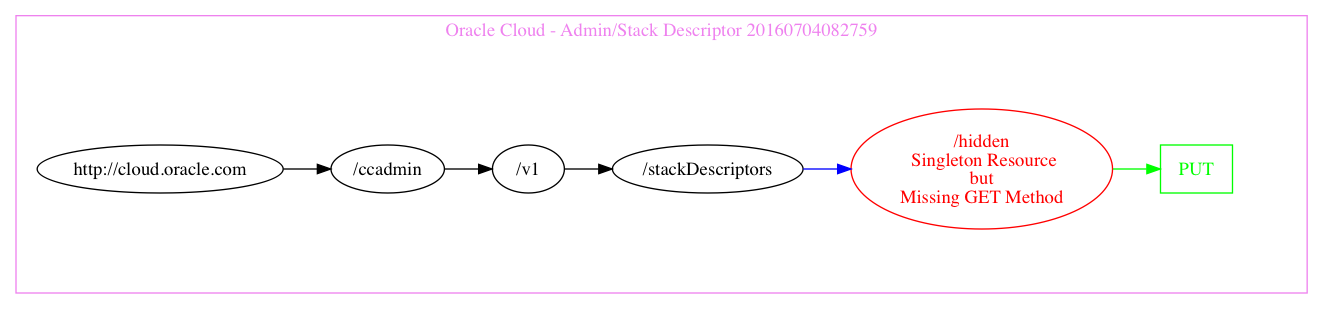 Oracle Cloud - Admin/Stack Descriptor 20160704082759
http://cloud.oracle.com
/ccadmin
/v1
/stackDescriptors
/hidden
Singleton Resource
but
Missing GET Method
PUT